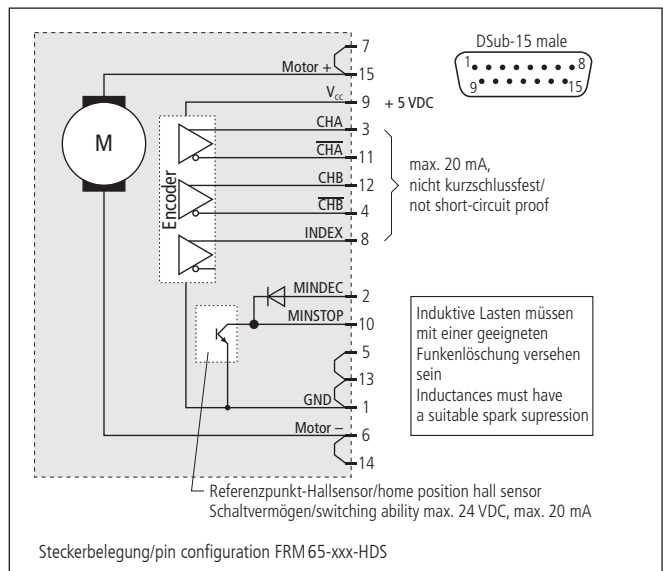 DSub-15 male
1 8
9 15
7
Motor + 15
Vcc 9 + 5 VDC
CHA 3
C̅H̅A̅ 11
CHB 12
C̅H̅B̅ 4
INDEX 8
max. 20 mA,
nicht kurzschlussfest/
not short-circuit proof
M
Encoder
MINDEC 2
MINSTOP 10
5
13
GND 1
Motor – 6
14
Induktive Lasten müssen
mit einer geeigneten
Funkenlöschung versehen
sein
Inductances must have
a suitable spark supression
Referenzpunkt-Hallsensor/home position hall sensor
Schaltvermögen/switching ability max. 24 VDC, max. 20 mA
Steckerbelegung/pin configuration FRM 65-xxx-HDS